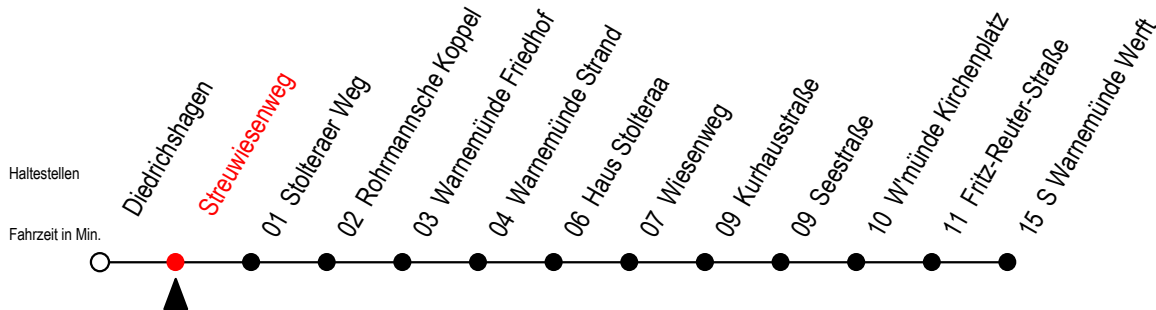 Haltestellen
Fahrzeit in Min.
Diedrichshagen
Streuwiesenweg
01 Stolteraer Weg
02 Rohrmannsche Koppel
03 Warnemünde Friedhof
04 Warnemünde Strand
06 Haus Stolteraa
07 Wiesenweg
09 Kurhausstraße
09 Seestraße
10 W'münde Kirchenplatz
11 Fritz-Reuter-Straße
15 S Warnemünde Werft